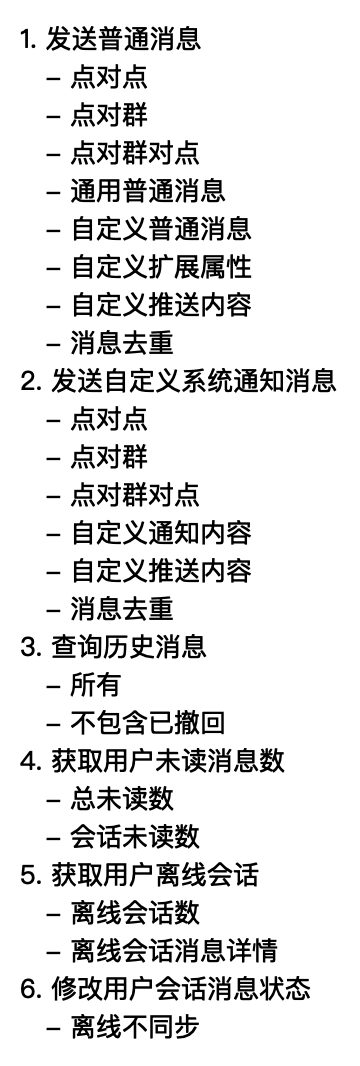 1. 发送普通消息
– 点对点
– 点对群
– 点对群对点
– 通用普通消息
– 自定义普通消息
– 自定义扩展属性
– 自定义推送内容
– 消息去重
2. 发送自定义系统通知消息
– 点对点
– 点对群
– 点对群对点
– 自定义通知内容
– 自定义推送内容
– 消息去重
3. 查询历史消息
– 所有
– 不包含已撤回
4. 获取用户未读消息数
– 总未读数
– 会话未读数
5. 获取用户离线会话
– 离线会话数
– 离线会话消息详情
6. 修改用户会话消息状态
– 离线不同步